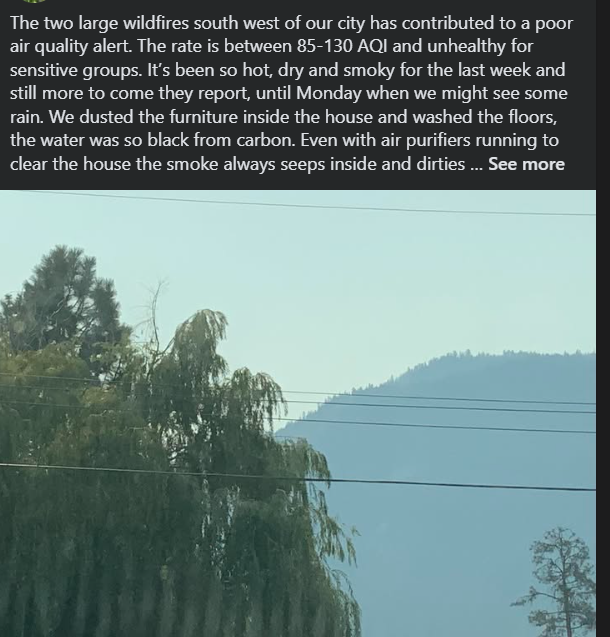 The two large wildfires south west of our city has contributed to a poor
air quality alert. The rate is between 85-130 AQI and unhealthy for
sensitive groups. It’s been so hot, dry and smoky for the last week and
still more to come they report, until Monday when we might see some
rain. We dusted the furniture inside the house and washed the floors,
the water was so black from carbon. Even with air purifiers running to
clear the house the smoke always seeps inside and dirties ... See more